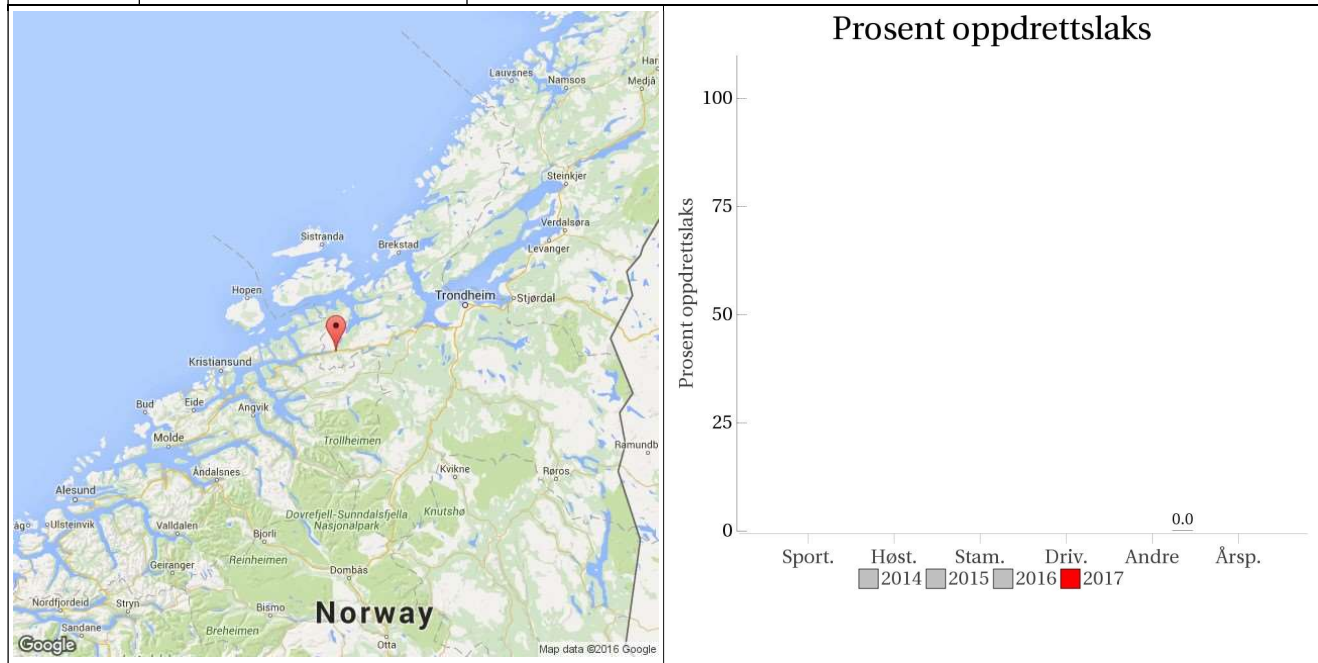 Lauvsnes
Namsos
Har
Medjå
Steinkjer
Verdalsøra
Levanger
Sistranda
Brekstad
Hopen
Trondheim
Stjørdal
Kristiansund
Bud
Eide
Angvik
Molde
Trollheimen
Ramundb
Åndalsnes
Kvikne
Røros
Alesund
Ulsteinvik
Valldalen
Dovrefjell-Sunndalsfjella
Nasjonalpark
Knutshø
Bjorli
Reinheimen
Geiranger
Dombås
Nordfjordeid
Stryn
Bismo
Norway
Sandane
Breheimen
Otta
Google
Map data ©2016 Google
Prosent oppdrettslaks
Prosent oppdrettslaks
100
75
50
25
0
0.0
Sport. Høst. Stam. Driv. Andre Årsp.
2014 2015 2016 2017